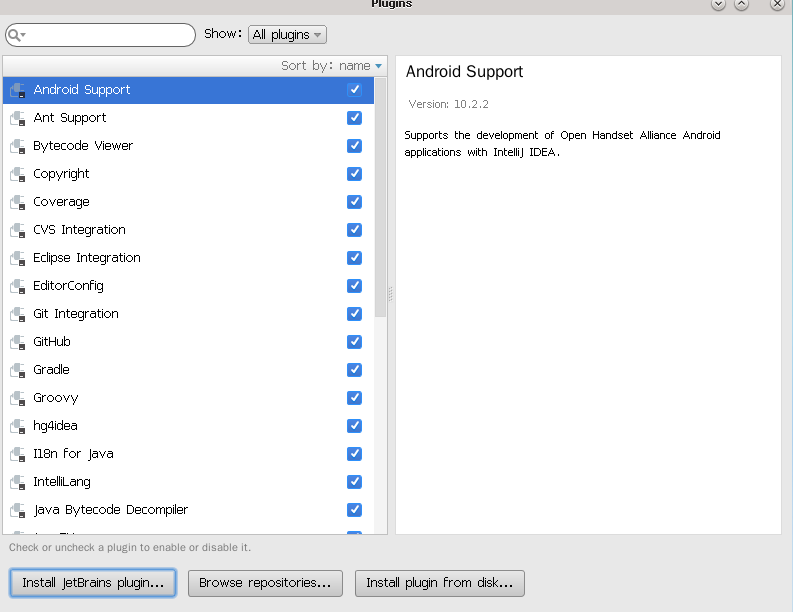 Plugins
Show: All plugins
Sort by: name
Android Support
Ant Support
Bytecode Viewer
Copyright
Coverage
CVS Integration
Eclipse Integration
EditorConfig
Git Integration
GitHub
Gradle
Groovy
hg4idea
I18n for Java
IntelliLang
Java Bytecode Decompiler
Android Support
Version: 10.2.2
Supports the development of Open Handset Alliance Android
applications with IntelliJ IDEA.
Check or uncheck a plugin to enable or disable it.
Install JetBrains plugin...
Browse repositories...
Install plugin from disk...